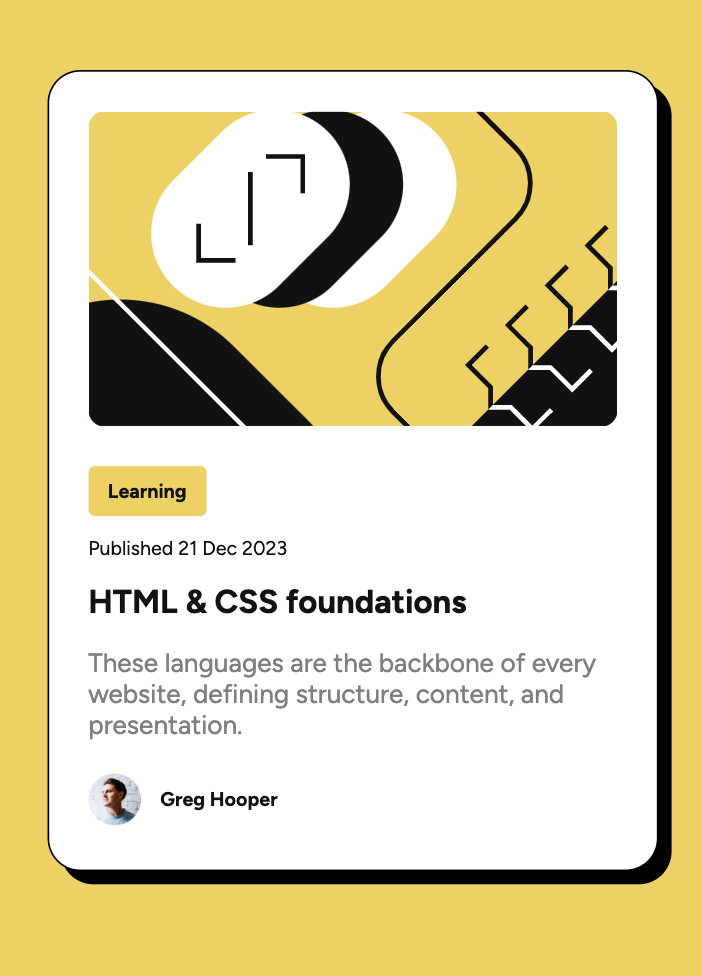 Learning
Published 21 Dec 2023
HTML & CSS foundations
These languages are the backbone of every
website, defining structure, content, and
presentation.
Greg Hooper